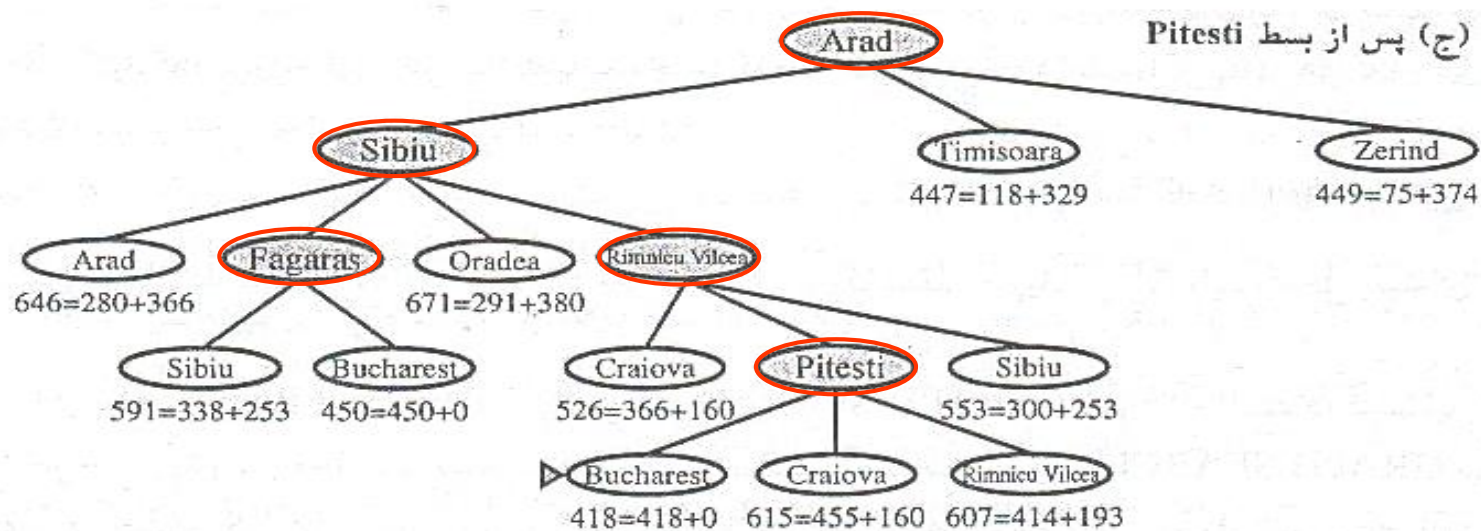 (ج) پس از بسط Pitesti
Arad
Sibiu
Timisoara
Zerind
447=118+329
449=75+374
Arad
Fagaras
Oradea
Rimnicu Vilcea
646=280+366
671=291+380
Sibiu
Bucharest
Craiova
Pitesti
Sibiu
591=338+253
450=450+0
526=366+160
553=300+253
Bucharest
Craiova
Rimnicu Vilcea
418=418+0
615=455+160
607=414+193